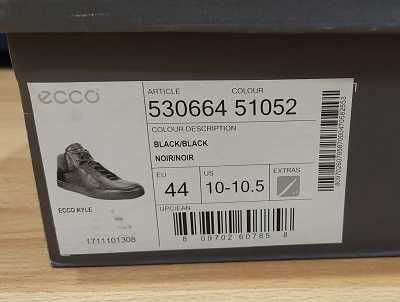 ecco
ARTICLE COLOUR
530664 51052
COLOUR DESCRIPTION
BLACK/BLACK
NOIR/NOIR
EU US EXTRAS
44 10-10.5
ECCO KYLE
UPC/EAN
1711101308
8 09702 60785 8